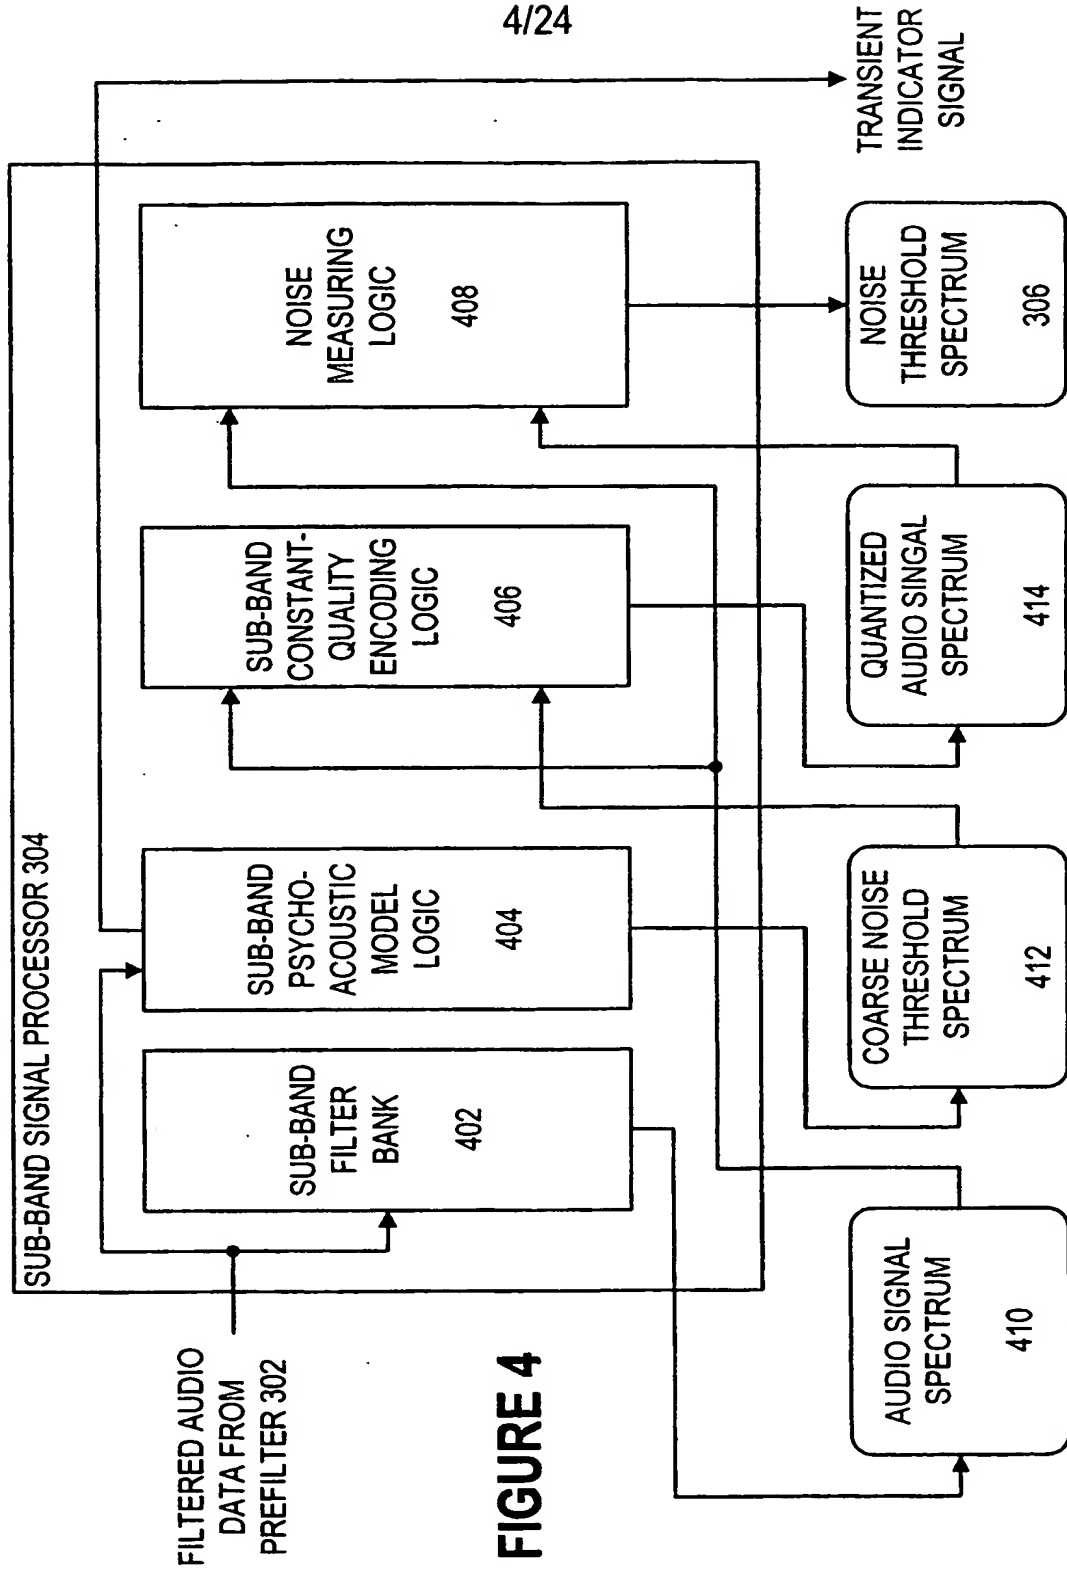 4/24
SUB-BAND SIGNAL PROCESSOR 304
FILTERED AUDIO
DATA FROM
PREFILTER 302
SUB-BAND
FILTER
BANK
402
SUB-BAND
PSYCHO-
ACOUSTIC
MODEL
LOGIC
404
SUB-BAND
CONSTANT-
QUALITY
ENCODING
LOGIC
406
NOISE
MEASURING
LOGIC
408
TRANSIENT
INDICATOR
SIGNAL
AUDIO SIGNAL
SPECTRUM
410
COARSE NOISE
THRESHOLD
SPECTRUM
412
QUANTIZED
AUDIO SINGAL
SPECTRUM
414
NOISE
THRESHOLD
SPECTRUM
306
FIGURE 4